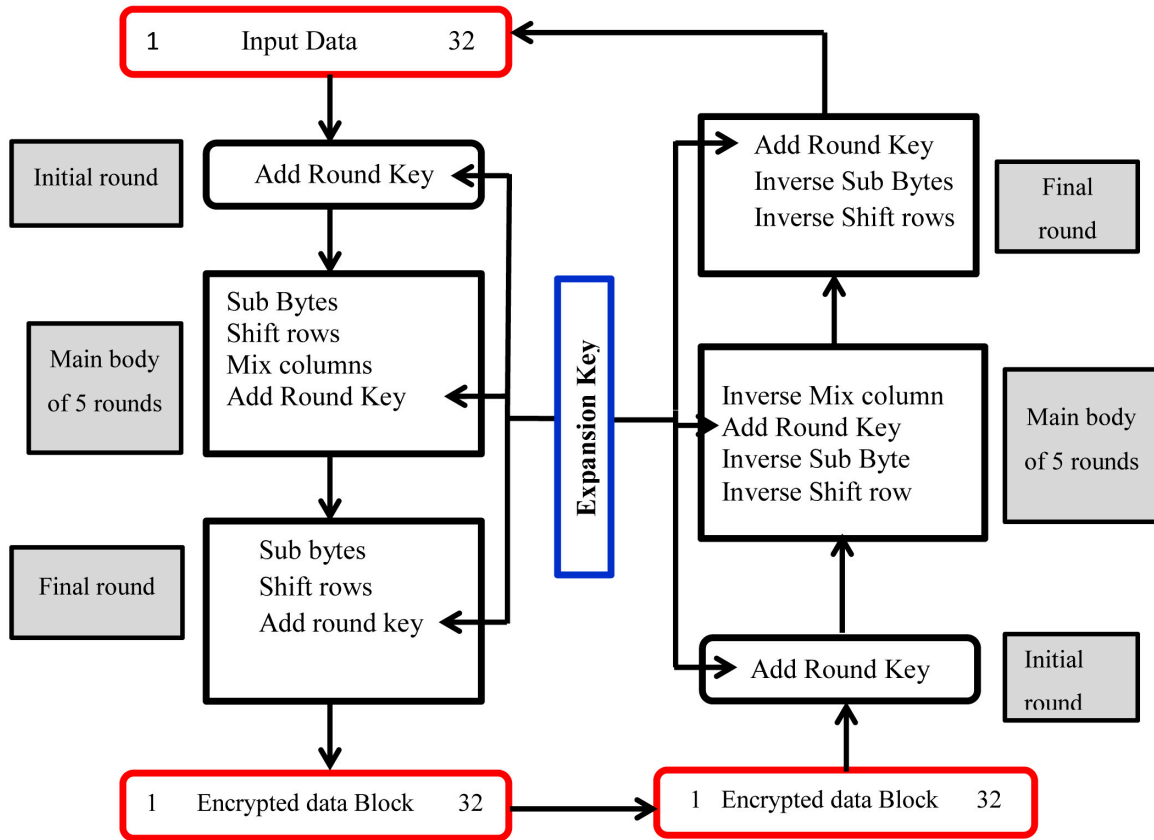 1 Input Data 32
Initial round
Add Round Key
Main body
of 5 rounds
Sub Bytes
Shift rows
Mix columns
Add Round Key
Final round
Sub bytes
Shift rows
Add round key
1 Encrypted data Block 32
Expansion Key
Add Round Key
Inverse Sub Bytes
Inverse Shift rows
Final
round
Inverse Mix column
Add Round Key
Inverse Sub Byte
Inverse Shift row
Main body
of 5 rounds
Add Round Key
Initial
round
1 Encrypted data Block 32